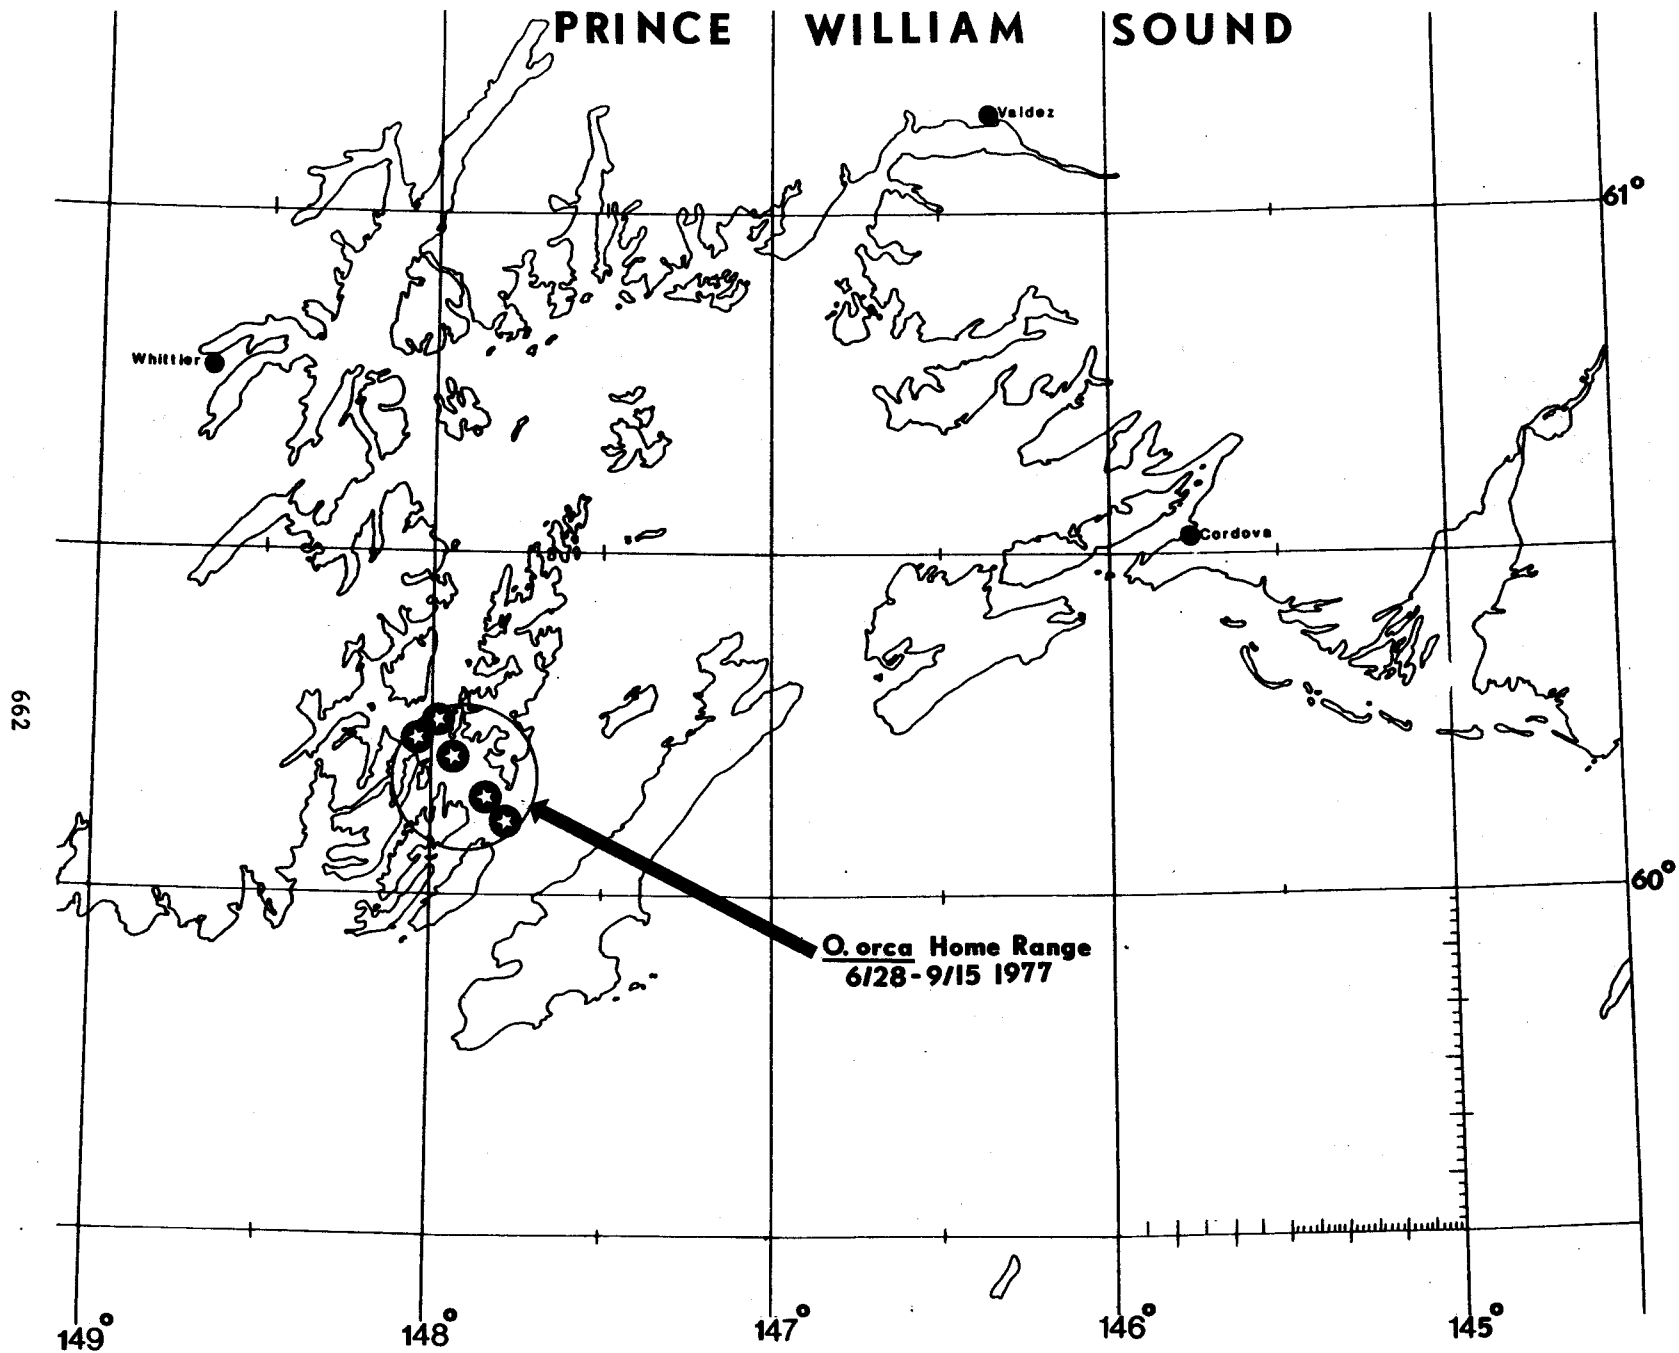 PRINCE WILLIAM SOUND
Valdez
61°
Whittier
Cordova
662
60°
O. orca Home Range
6/28-9/15 1977
149° 148° 147° 146° 145°